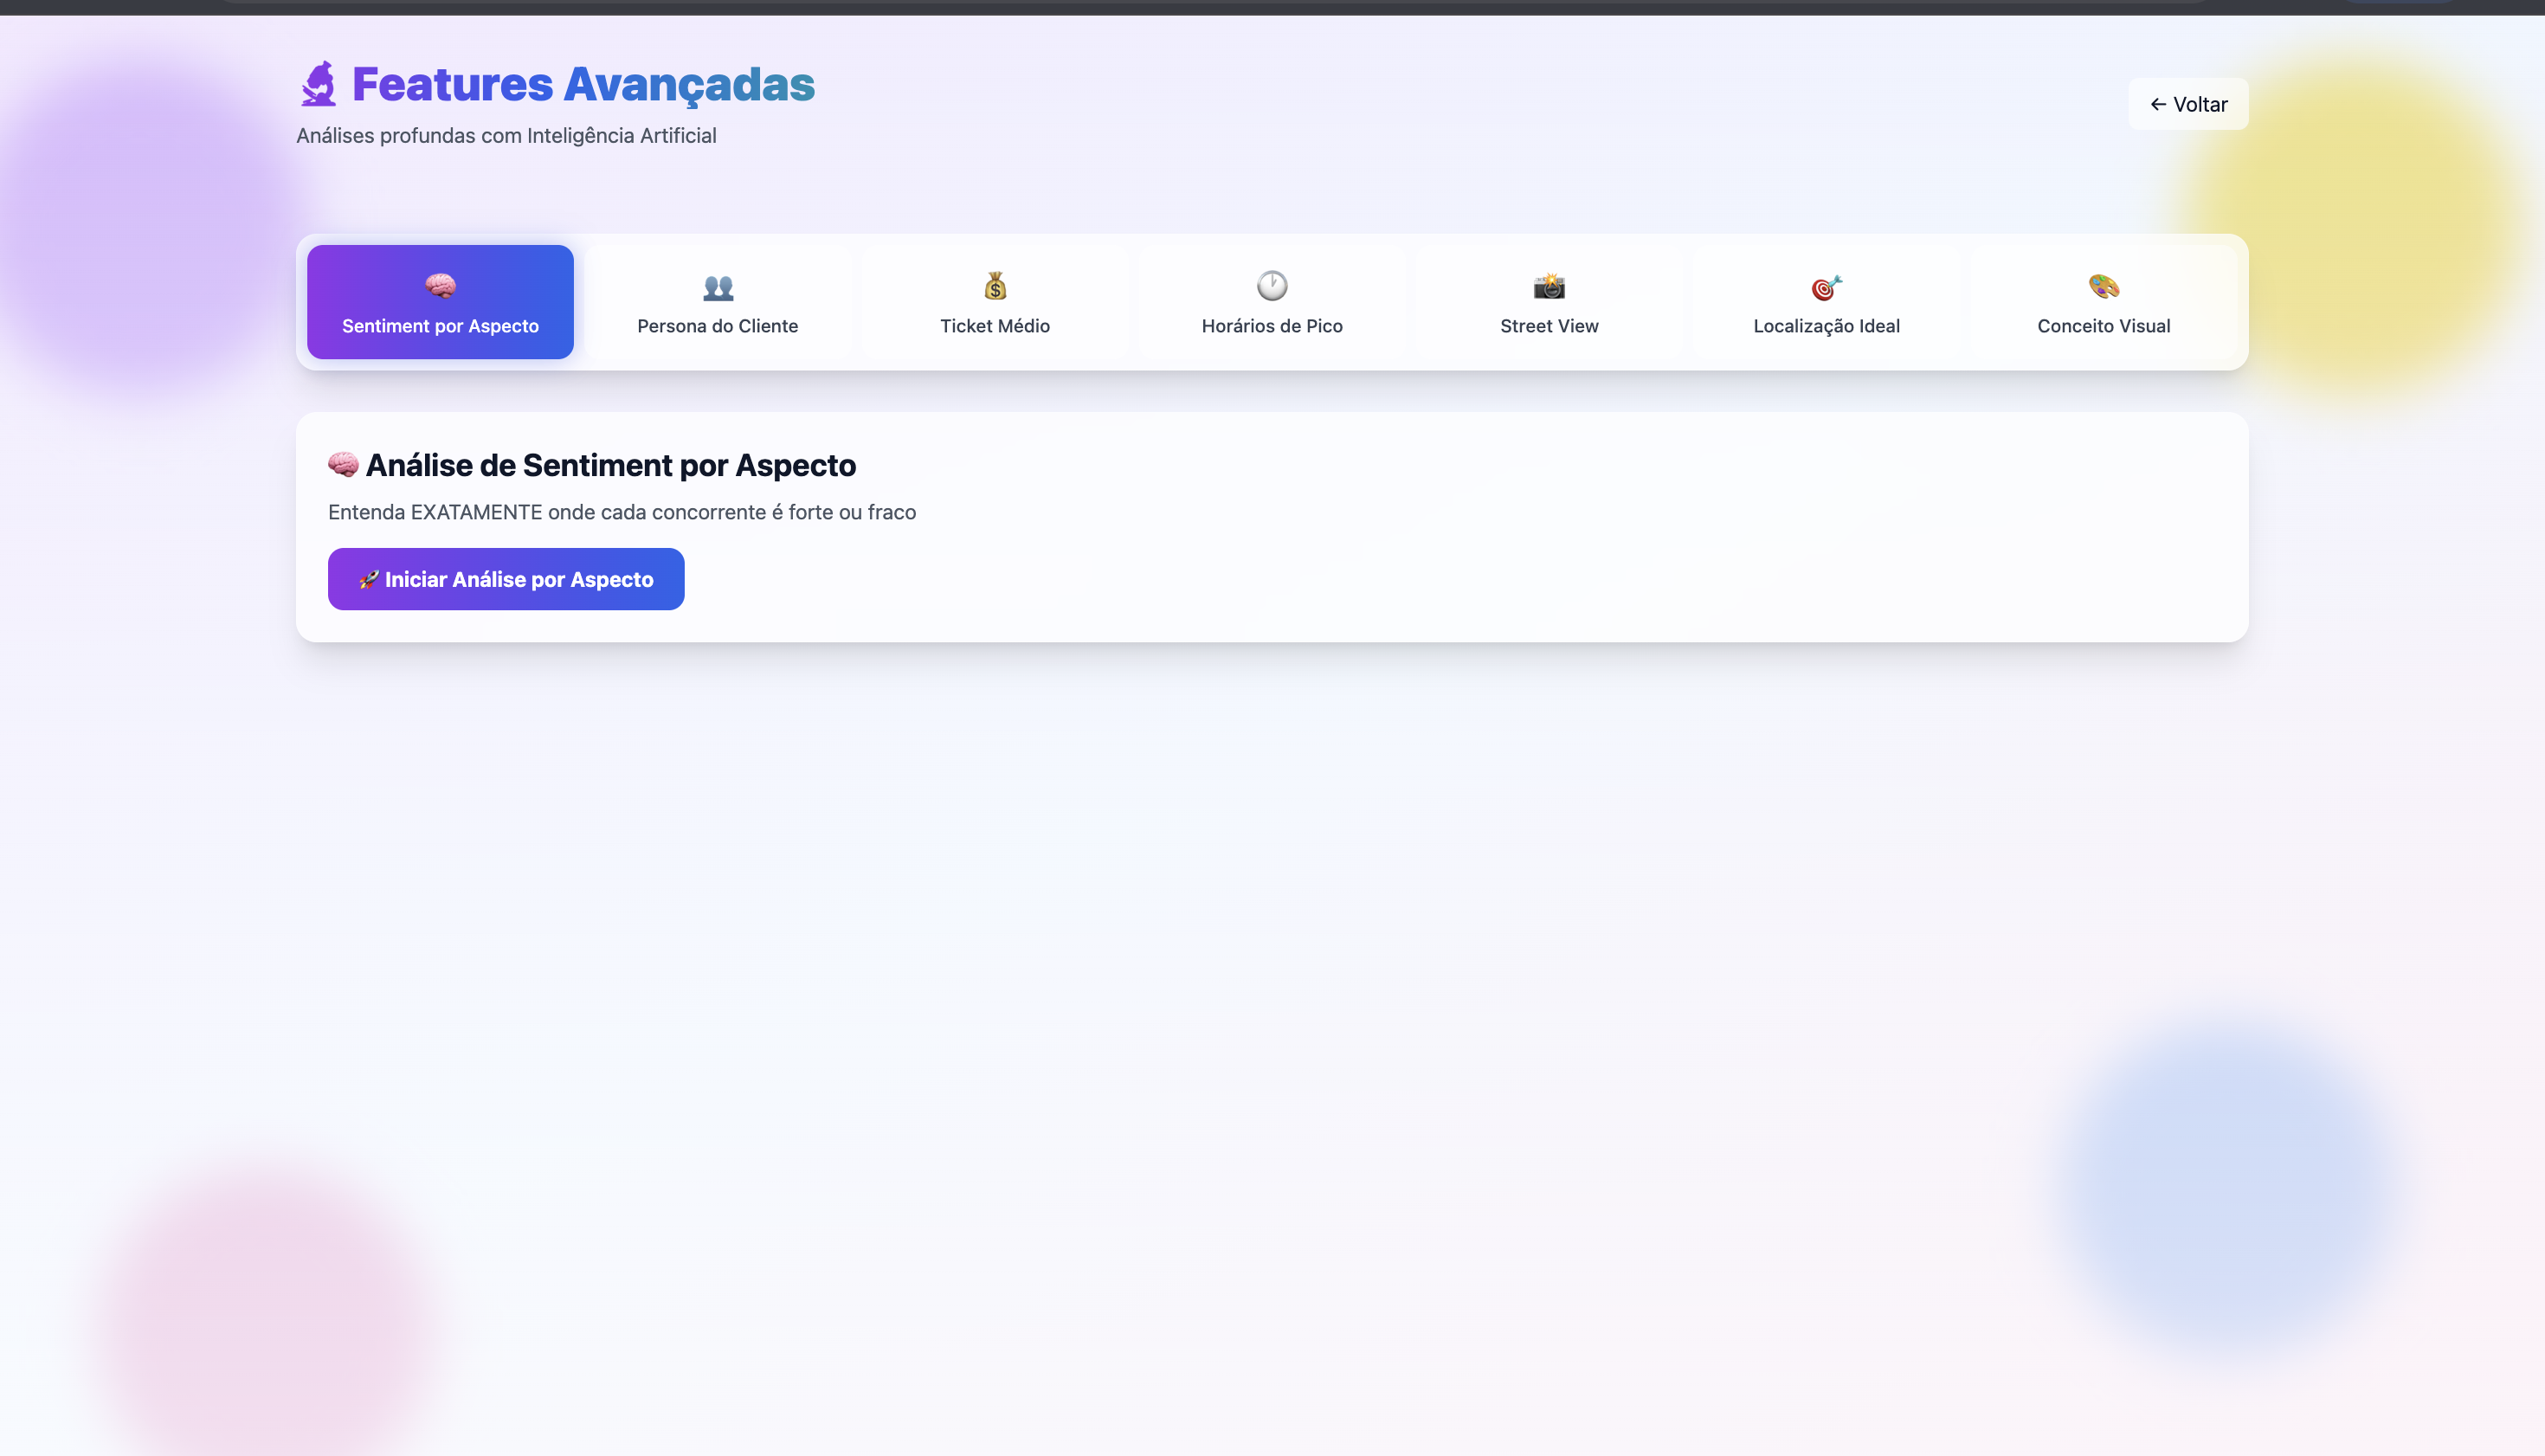 🔬 Features Avançadas
Análises profundas com Inteligência Artificial
← Voltar
Sentiment por Aspecto
Persona do Cliente
Ticket Médio
Horários de Pico
Street View
Localização Ideal
Conceito Visual
🧠 Análise de Sentiment por Aspecto
Entenda EXATAMENTE onde cada concorrente é forte ou fraco
🚀 Iniciar Análise por Aspecto